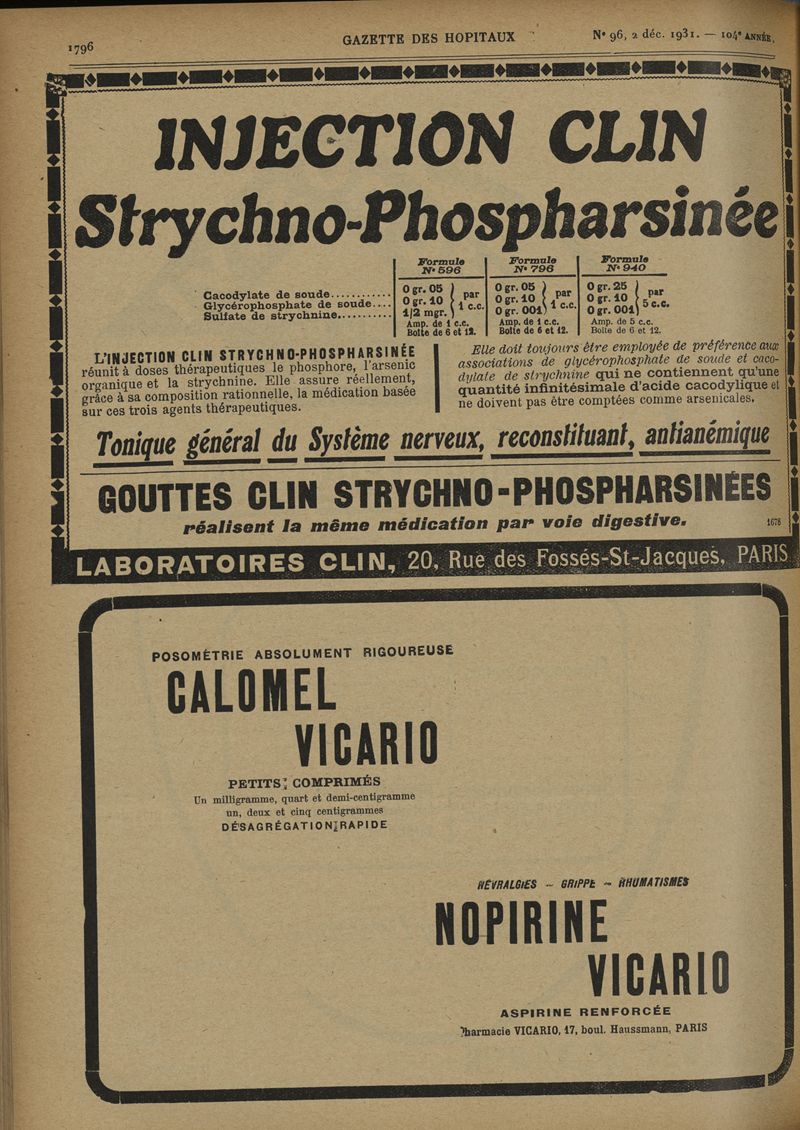 1796
GAZETTE DES HOPITAUX
N° 96, 2 déc. 1931. — 104e ANNÉE.
INJECTION CLIN
Strychno-Phospharsinée
Formule N° 596
Formule N° 796
Formule N° 940
Cacodylate de soude............ 0 gr. 05 0 gr. 05 0 gr. 25
Glycérophosphate de soude.... 0 gr. 10 par 1 c.c. 0 gr. 10 par 1 c.c. 0 gr. 10 par 5 c.c.
Sulfate de strychnine.......... 1/2 mgr. 0 gr. 001 0 gr. 001
Amp. de 1 c.c. Amp. de 1 c.c. Amp. de 5 c.c.
Boîte de 6 et 12. Boîte de 6 et 12. Boîte de 6 et 12.
L'INJECTION CLIN STRYCHNO-PHOSPHARSINÉE
réunit à doses thérapeutiques le phosphore, l'arsenic
organique et la strychnine. Elle assure réellement,
grâce à sa composition rationnelle, la médication basée
sur ces trois agents thérapeutiques.
Elle doit toujours être employée de préférence aux
associations de glycérophosphate de soude et caco-
dylate de strychnine qui ne contiennent qu'une
quantité infinitésimale d'acide cacodylique et
ne doivent pas être comptées comme arsenicales.
Tonique général du Système nerveux, reconstituant, antianémique
GOUTTES CLIN STRYCHNO-PHOSPHARSINÉES
réalisent la même médication par voie digestive.
1678
LABORATOIRES CLIN, 20, Rue des Fossés-St-Jacques, PARIS
POSOMÉTRIE ABSOLUMENT RIGOUREUSE
CALOMEL
VICARIO
PETITS COMPRIMÉS
Un milligramme, quart et demi-centigramme
un, deux et cinq centigrammes
DÉSAGRÉGATION RAPIDE
NÉVRALGIES — GRIPPE — RHUMATISMES
NOPIRINE
VICARIO
ASPIRINE RENFORCÉE
Pharmacie VICARIO, 17, boul. Haussmann, PARIS